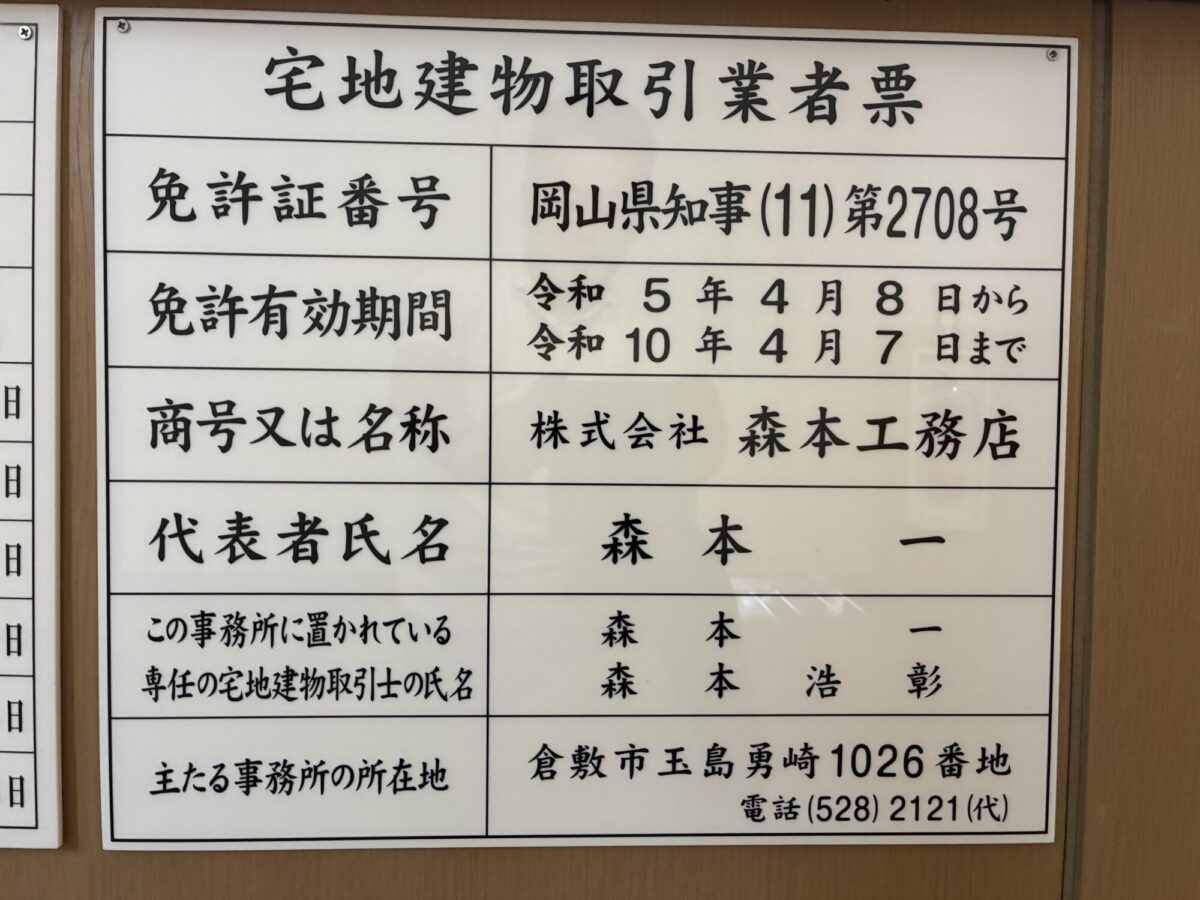 宅地建物取引業者票
免許証番号 岡山県知事(11)第2708号
免許有効期間 令和 5 年 4 月 8 日から
令和 10 年 4 月 7 日まで
商号又は名称 株式会社 森本工務店
代表者氏名 森本 一
この事務所に置かれている 森本 一
専任の宅地建物取引士の氏名 森本浩彰
主たる事務所の所在地 倉敷市玉島勇崎1026番地
電話(528)2121(代)
日
日
日
日
日
日